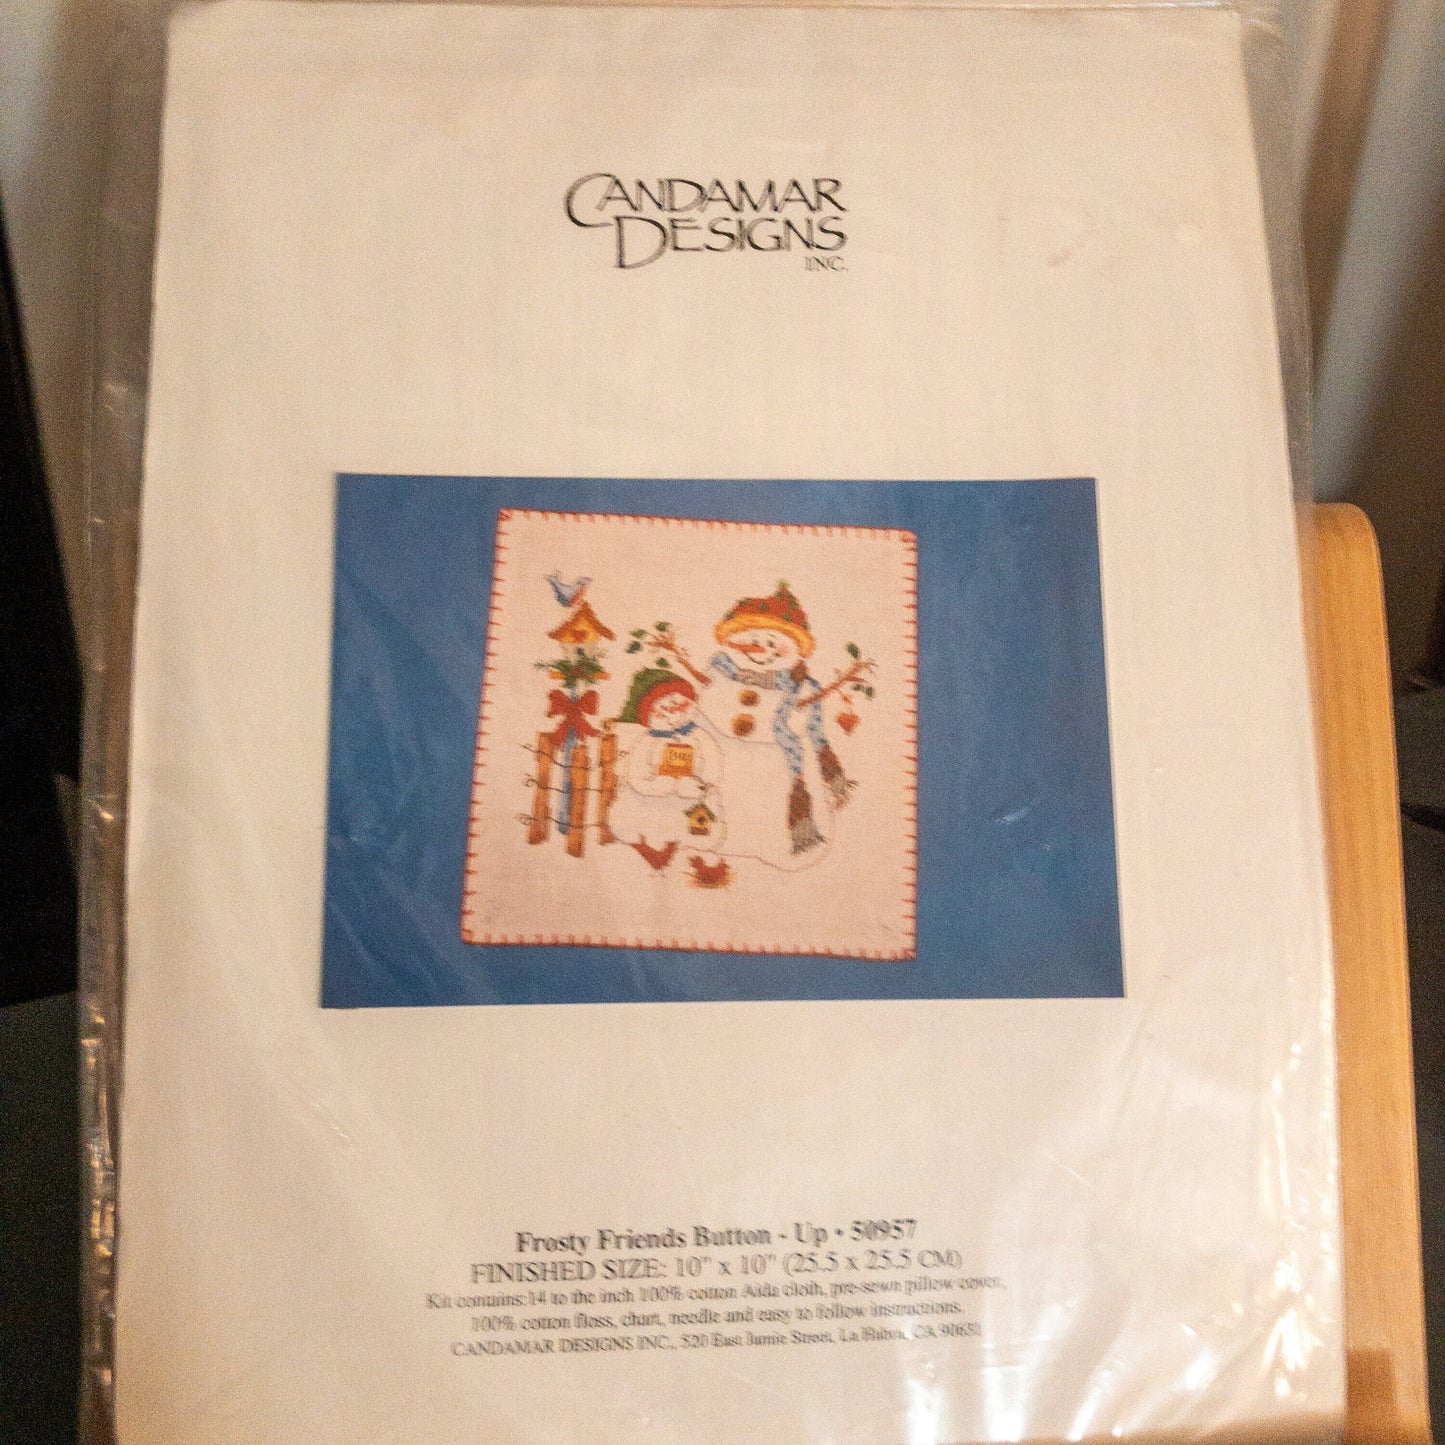 CANDAMAR
DESIGNS
INC.
Frosty Friends Button - Up • 50957
FINISHED SIZE: 10" x 10" (25.5 x 25.5 CM)
Kit contains:14 to the inch 100% cotton Aida cloth, pre-sewn pillow cover,
100% cotton floss, chart, needle and easy to follow instructions.
CANDAMAR DESIGNS INC., 520 East Jamie Street, La Habra, CA 90631